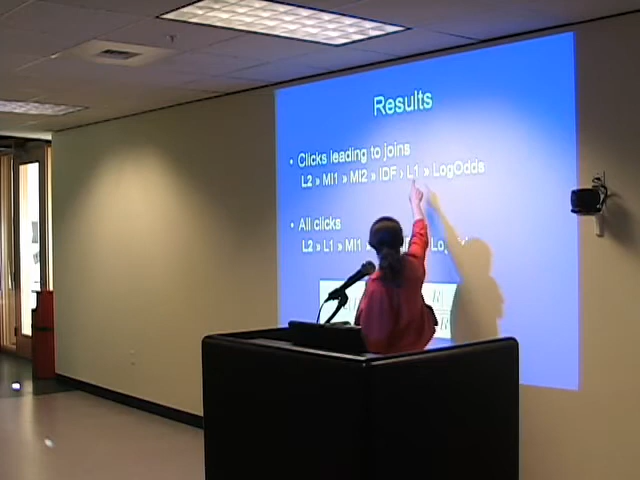 Results
• Clicks leading to joins
L2 » MI1 » MI2 » IDF › L1 » LogOdds
• All clicks
L2 » L1 » MI1